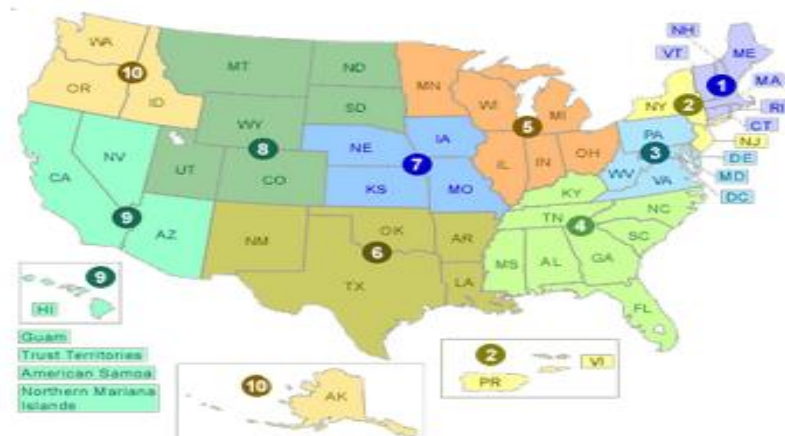 WA
OR
ID
10
MT
ND
SD
WY
UT
CO
8
MN
WI
MI
IL
IN
OH
5
NH
VT
ME
MA
RI
CT
1
NY
NJ
2
PA
WV
VA
DE
MD
DC
3
NE
IA
KS
MO
7
CA
NV
AZ
9
NM
OK
TX
AR
LA
6
KY
TN
NC
SC
MS
AL
GA
FL
4
9
HI
Guam
Trust Territories
American Samoa
Northern Mariana
Islands
10
AK
2
PR
VI